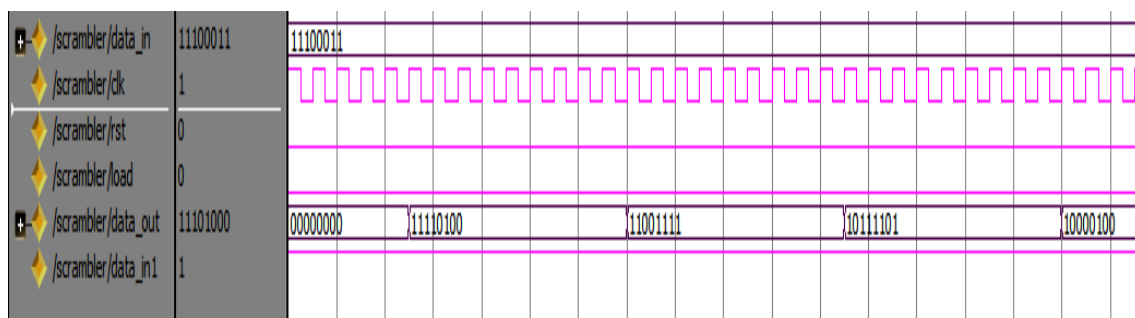 /scrambler/data_in 11100011 11100011
/scrambler/clk 1
/scrambler/rst 0
/scrambler/load 0
/scrambler/data_out 11101000 00000000 11110100 11001111 10111101 10000100
/scrambler/data_in1 1